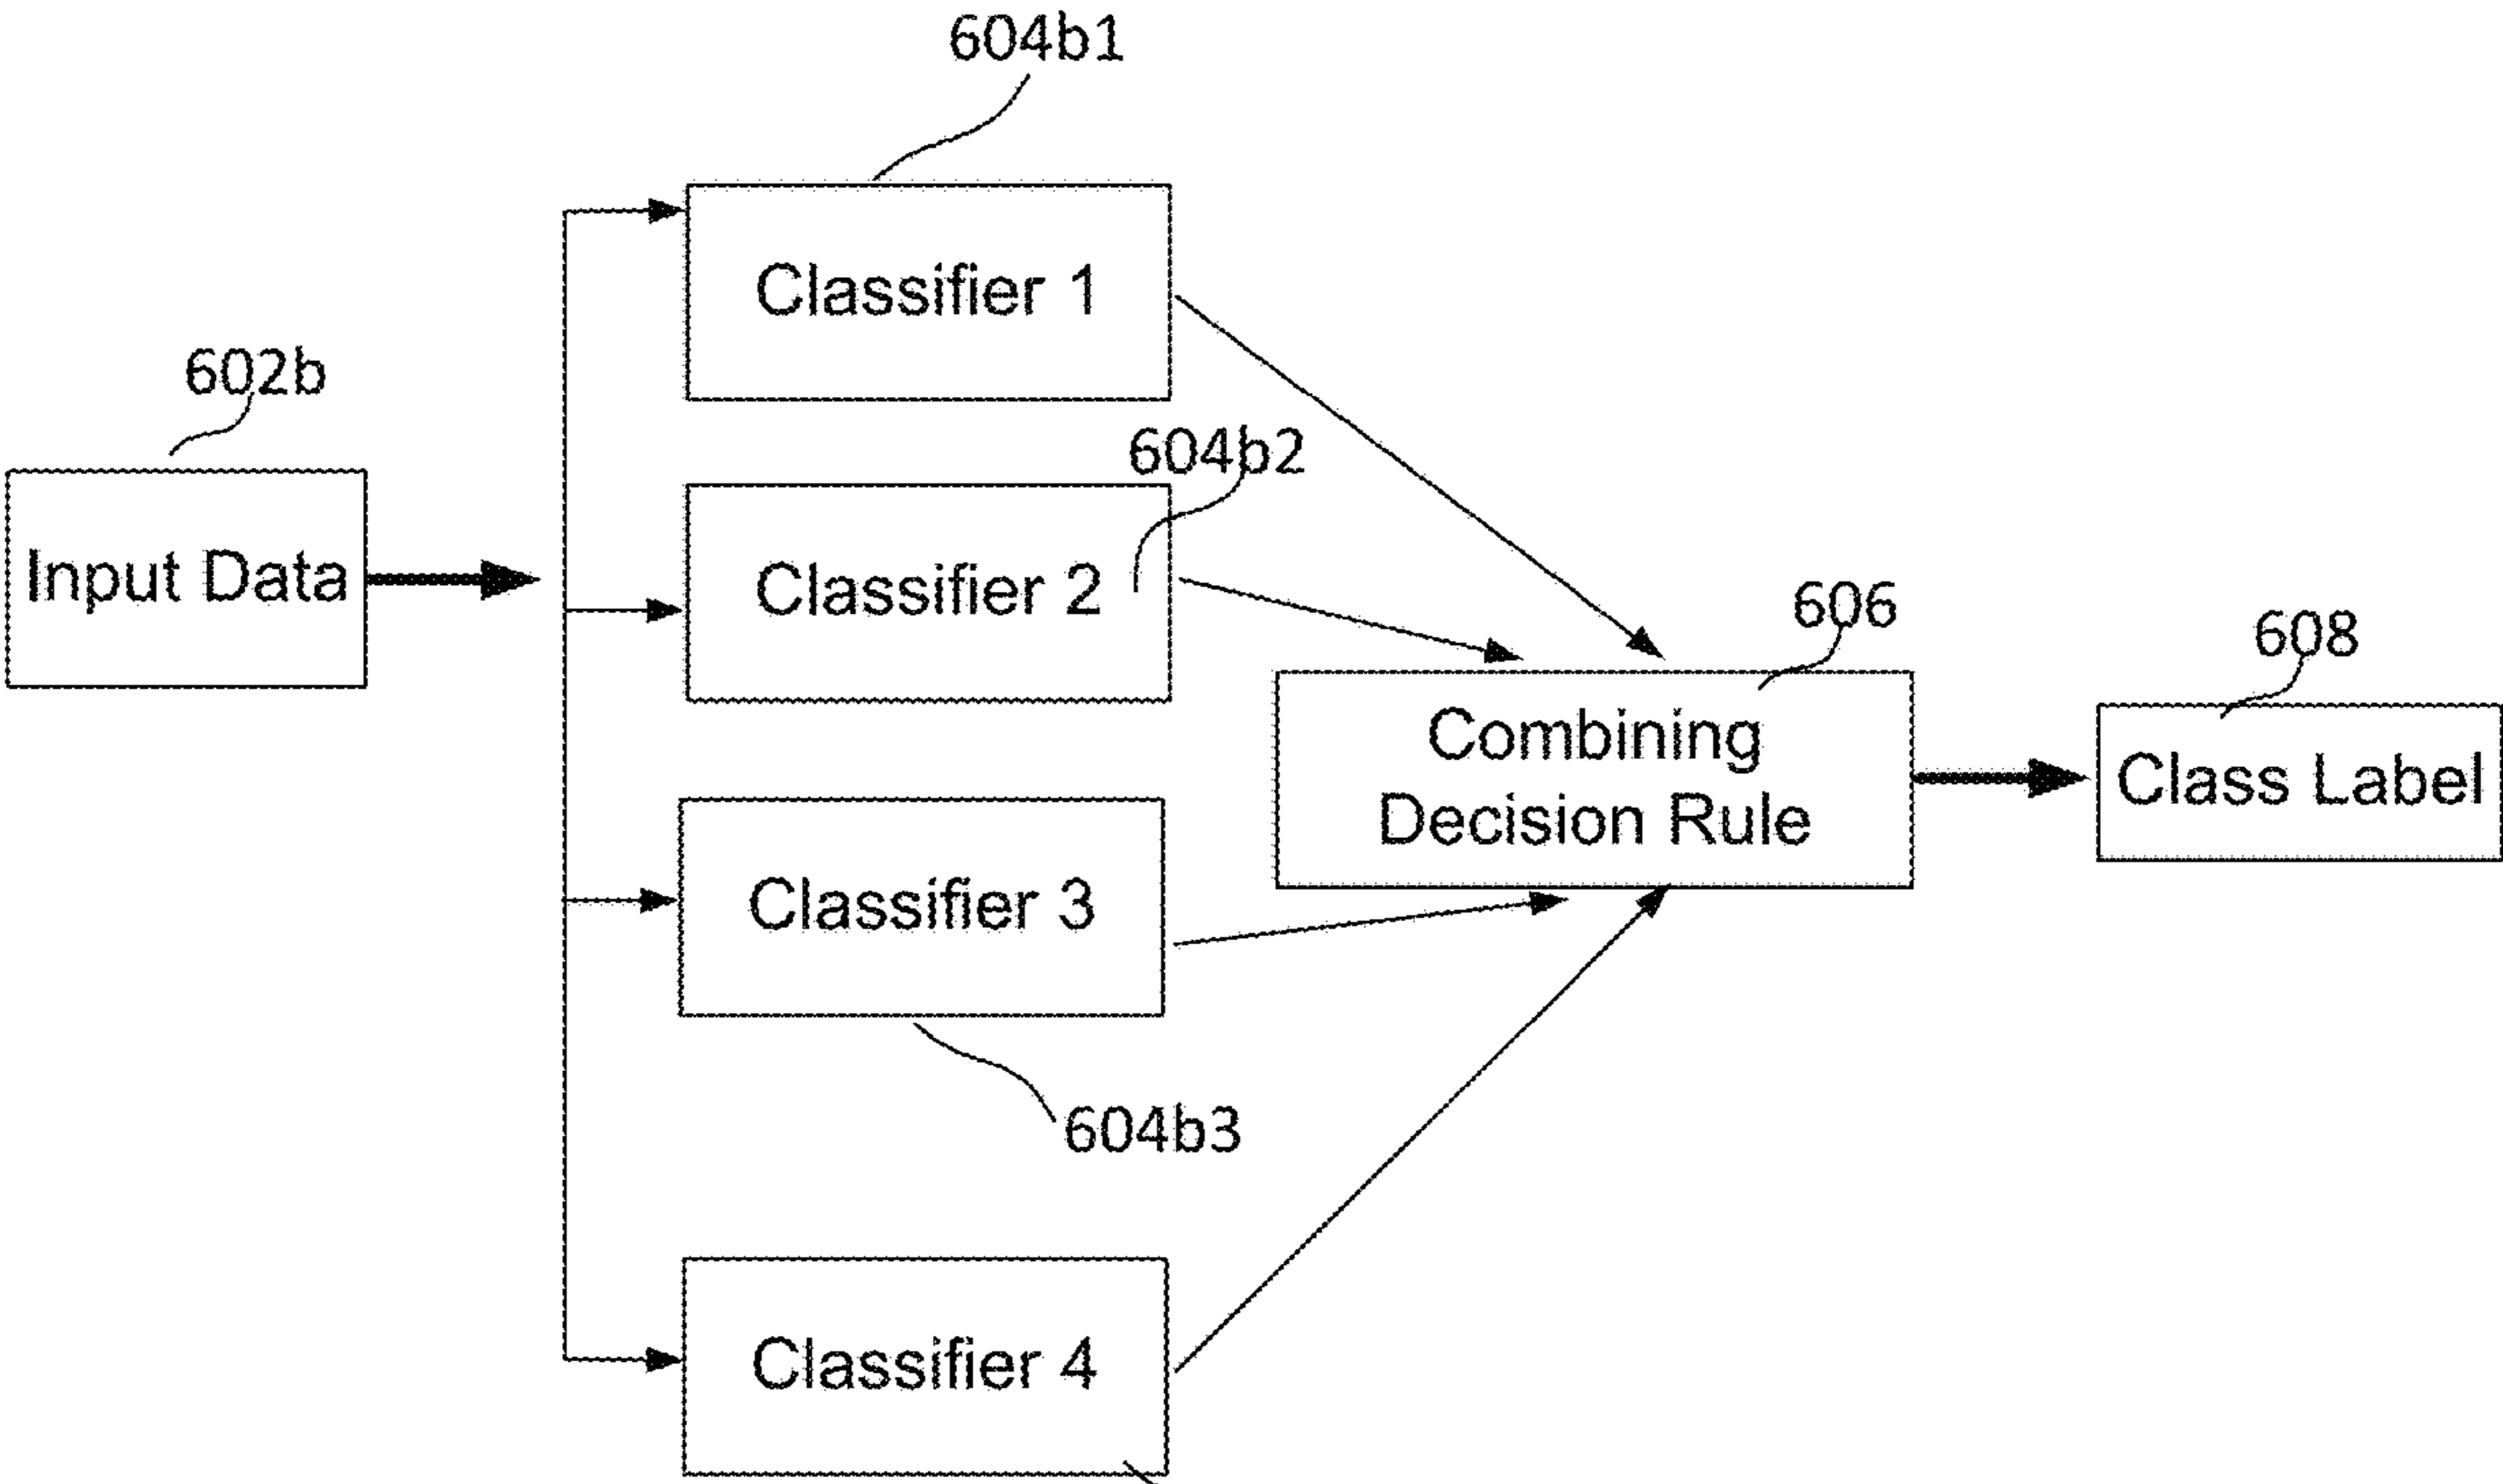 604b1
Classifier 1
602b
604b2
Input Data
Classifier 2
606
608
Combining
Decision Rule
Class Label
Classifier 3
604b3
Classifier 4